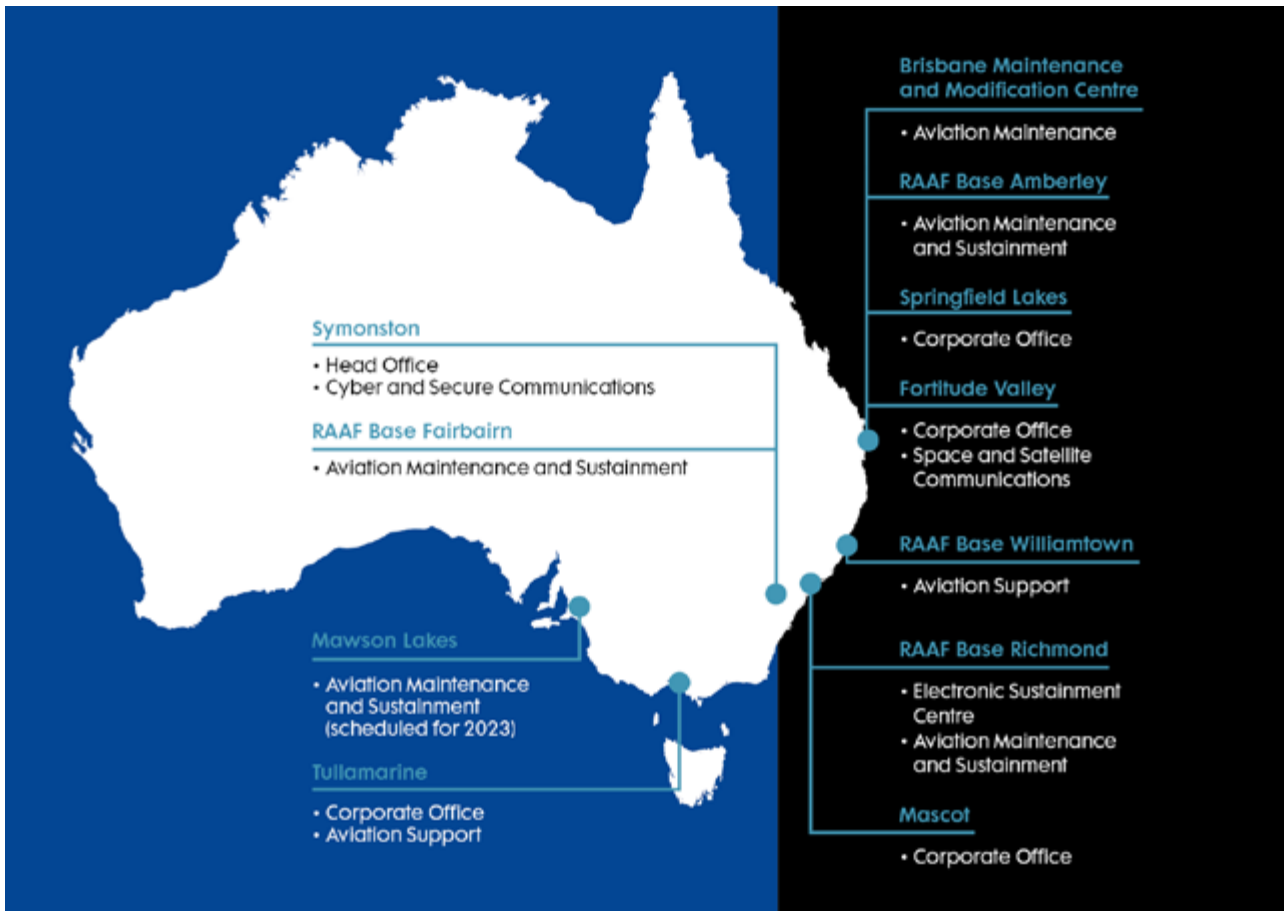 Symonston
• Head Office
• Cyber and Secure Communications
RAAF Base Fairbairn
• Aviation Maintenance and Sustainment
Mawson Lakes
• Aviation Maintenance
and Sustainment
(scheduled for 2023)
Tullamarine
• Corporate Office
• Aviation Support
Brisbane Maintenance
and Modification Centre
• Aviation Maintenance
RAAF Base Amberley
• Aviation Maintenance
and Sustainment
Springfield Lakes
• Corporate Office
Fortitude Valley
• Corporate Office
• Space and Satellite
Communications
RAAF Base Williamtown
• Aviation Support
RAAF Base Richmond
• Electronic Sustainment
Centre
• Aviation Maintenance
and Sustainment
Mascot
• Corporate Office